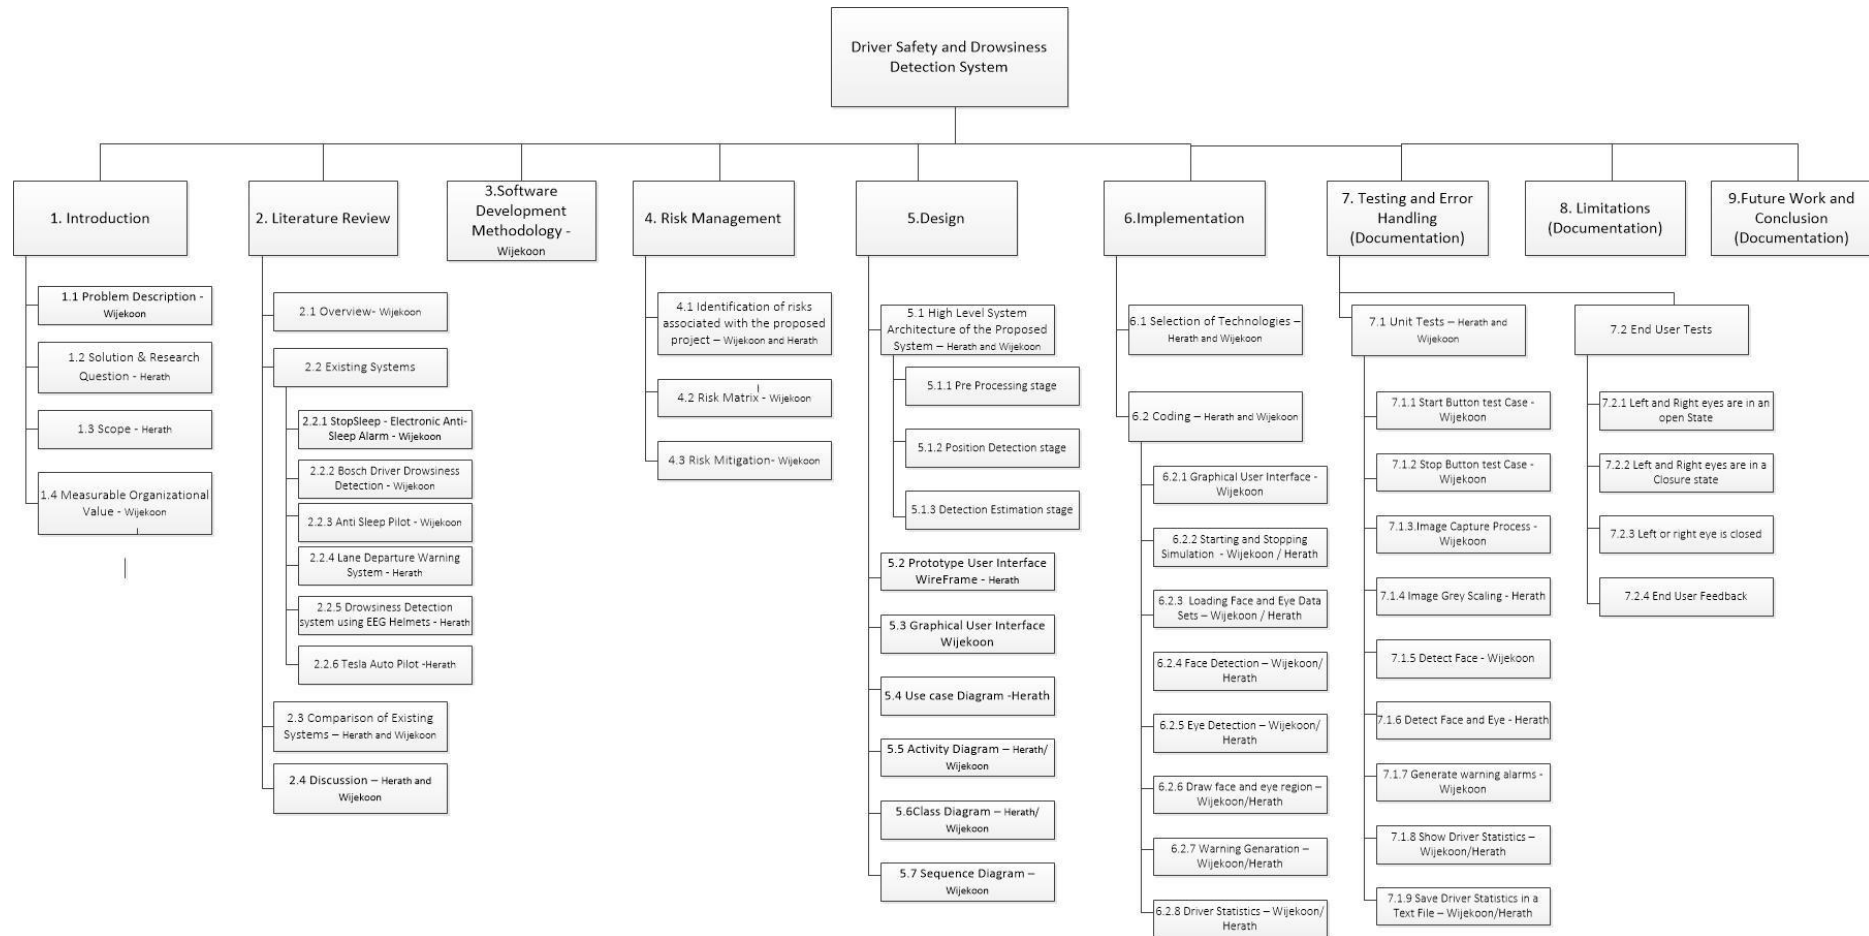 Driver Safety and Drowsiness
Detection System
1. Introduction
2. Literature Review
3.Software
Development
Methodology -
Wijekoon
4. Risk Management
5.Design
6.Implementation
7. Testing and Error
Handling
(Documentation)
8. Limitations
(Documentation)
9.Future Work and
Conclusion
(Documentation)
1.1 Problem Description -
Wijekoon
1.2 Solution & Research
Question - Herath
1.3 Scope - Herath
1.4 Measurable Organizational
Value - Wijekoon
2.1 Overview- Wijekoon
2.2 Existing Systems
2.2.1 StopSleep - Electronic Anti-
Sleep Alarm - Wijekoon
2.2.2 Bosch Driver Drowsiness
Detection - Wijekoon
2.2.3 Anti Sleep Pilot - Wijekoon
2.2.4 Lane Departure Warning
System - Herath
2.2.5 Drowsiness Detection
system using EEG Helmets - Herath
2.2.6 Tesla Auto Pilot -Herath
2.3 Comparison of Existing
Systems – Herath and Wijekoon
2.4 Discussion – Herath and
Wijekoon
4.1 Identification of risks
associated with the proposed
project – Wijekoon and Herath
4.2 Risk Matrix - Wijekoon
4.3 Risk Mitigation- Wijekoon
5.1 High Level System
Architecture of the Proposed
System – Herath and Wijekoon
5.1.1 Pre Processing stage
5.1.2 Position Detection stage
5.1.3 Detection Estimation stage
5.2 Prototype User Interface
WireFrame - Herath
5.3 Graphical User Interface
Wijekoon
5.4 Use case Diagram -Herath
5.5 Activity Diagram – Herath/
Wijekoon
5.6Class Diagram – Herath/
Wijekoon
5.7 Sequence Diagram –
Wijekoon
6.1 Selection of Technologies –
Herath and Wijekoon
6.2 Coding – Herath and Wijekoon
6.2.1 Graphical User Interface -
Wijekoon
6.2.2 Starting and Stopping
Simulation - Wijekoon / Herath
6.2.3 Loading Face and Eye Data
Sets – Wijekoon / Herath
6.2.4 Face Detection – Wijekoon/
Herath
6.2.5 Eye Detection – Wijekoon/
Herath
6.2.6 Draw face and eye region –
Wijekoon/Herath
6.2.7 Warning Genaration –
Wijekoon/Herath
6.2.8 Driver Statistics – Wijekoon/
Herath
7.1 Unit Tests – Herath and
Wijekoon
7.1.1 Start Button test Case -
Wijekoon
7.1.2 Stop Button test Case -
Wijekoon
7.1.3.Image Capture Process -
Wijekoon
7.1.4 Image Grey Scaling - Herath
7.1.5 Detect Face - Wijekoon
7.1.6 Detect Face and Eye - Herath
7.1.7 Generate warning alarms -
Wijekoon
7.1.8 Show Driver Statistics –
Wijekoon/Herath
7.1.9 Save Driver Statistics in a
Text File – Wijekoon/Herath
7.2 End User Tests
7.2.1 Left and Right eyes are in an
open State
7.2.2 Left and Right eyes are in a
Closure state
7.2.3 Left or right eye is closed
7.2.4 End User Feedback